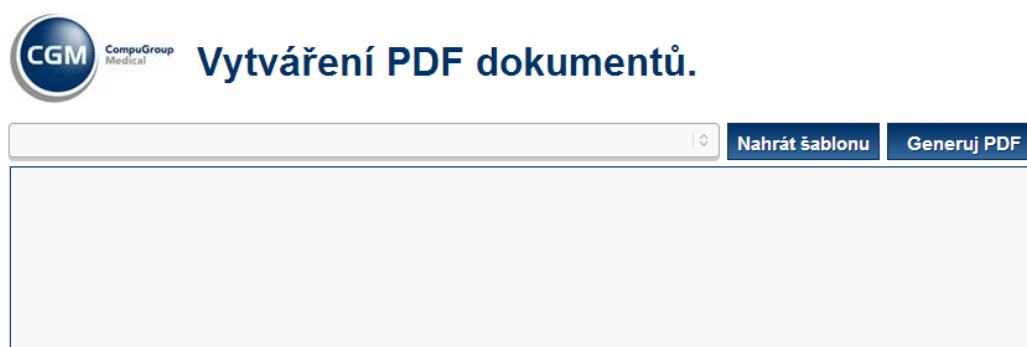 CGM
CompuGroup
Medical
Vytváření PDF dokumentů.
Nahrát šablonu
Generuj PDF